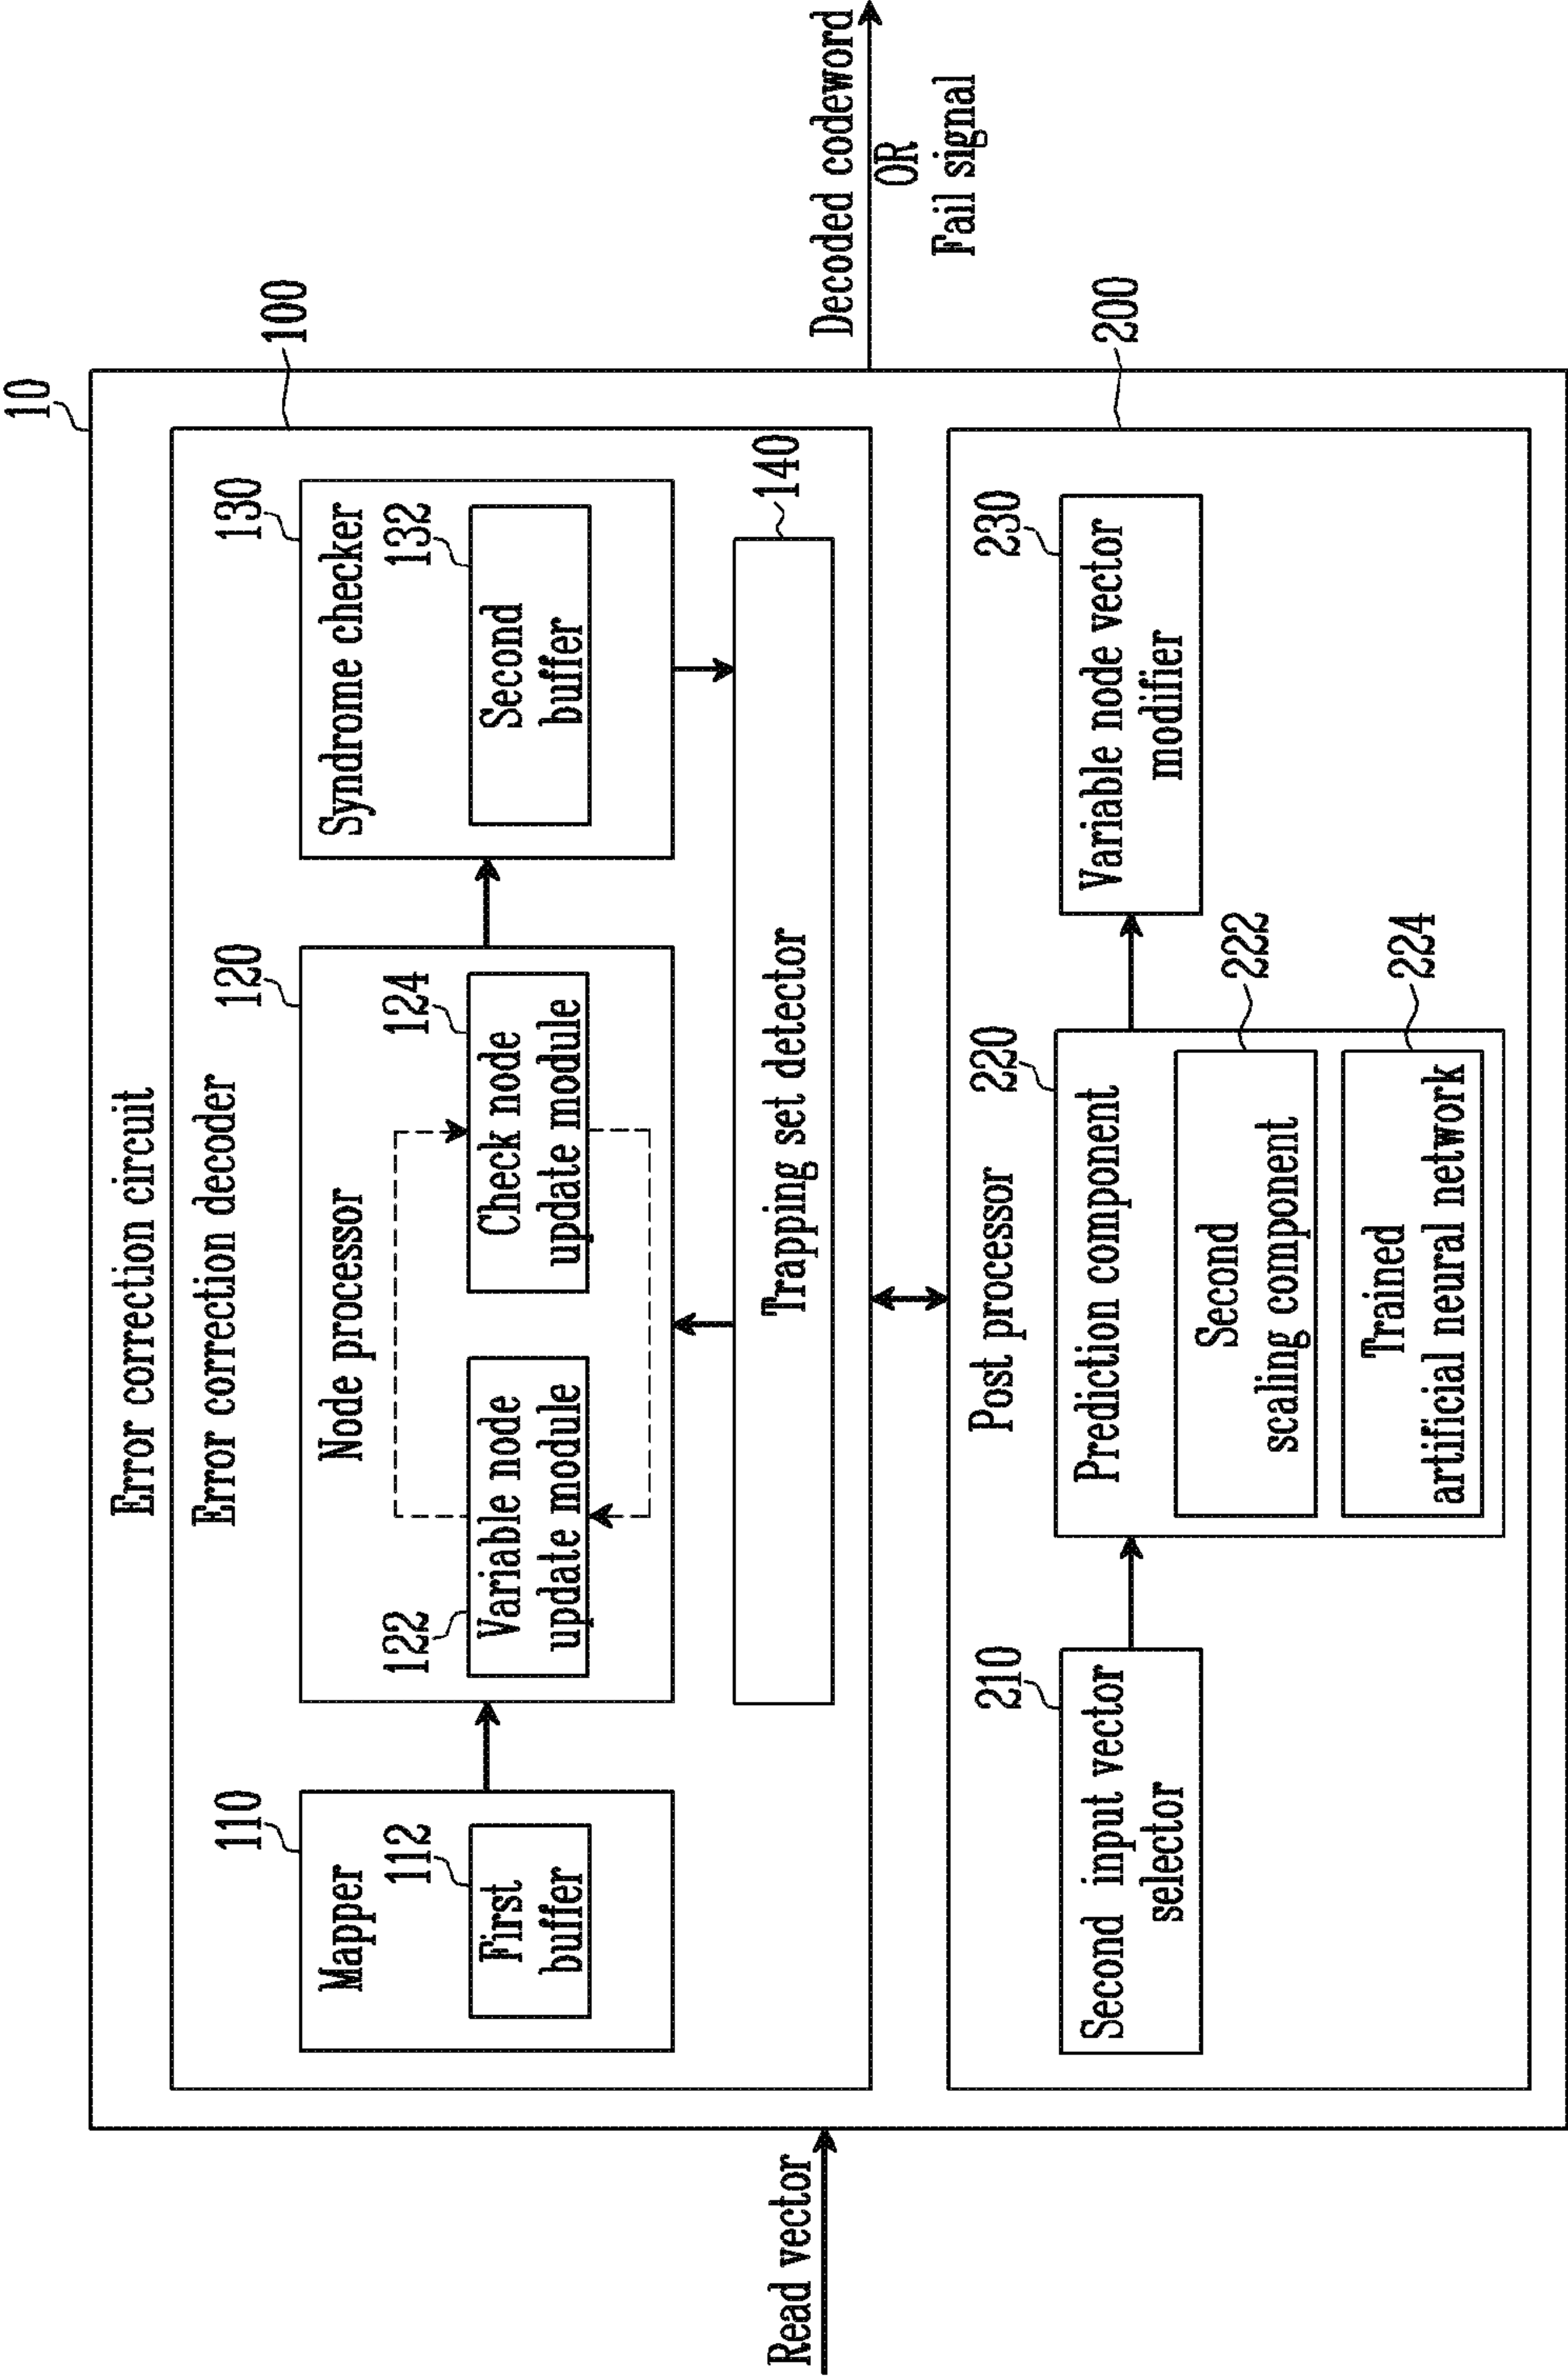 10
Error correction circuit
100
Error correction decoder
110
Mapper
112
First
buffer
120
Node processor
122
Variable node
update module
124
Check node
update module
130
Syndrome checker
132
Second
buffer
140
Trapping set detector
Read vector
Decoded codeword
OR
Fail signal
200
Post processor
210
Second input vector
selector
220
Prediction component
222
Second
scaling component
224
Trained
artificial neural network
230
Variable node vector
modifier